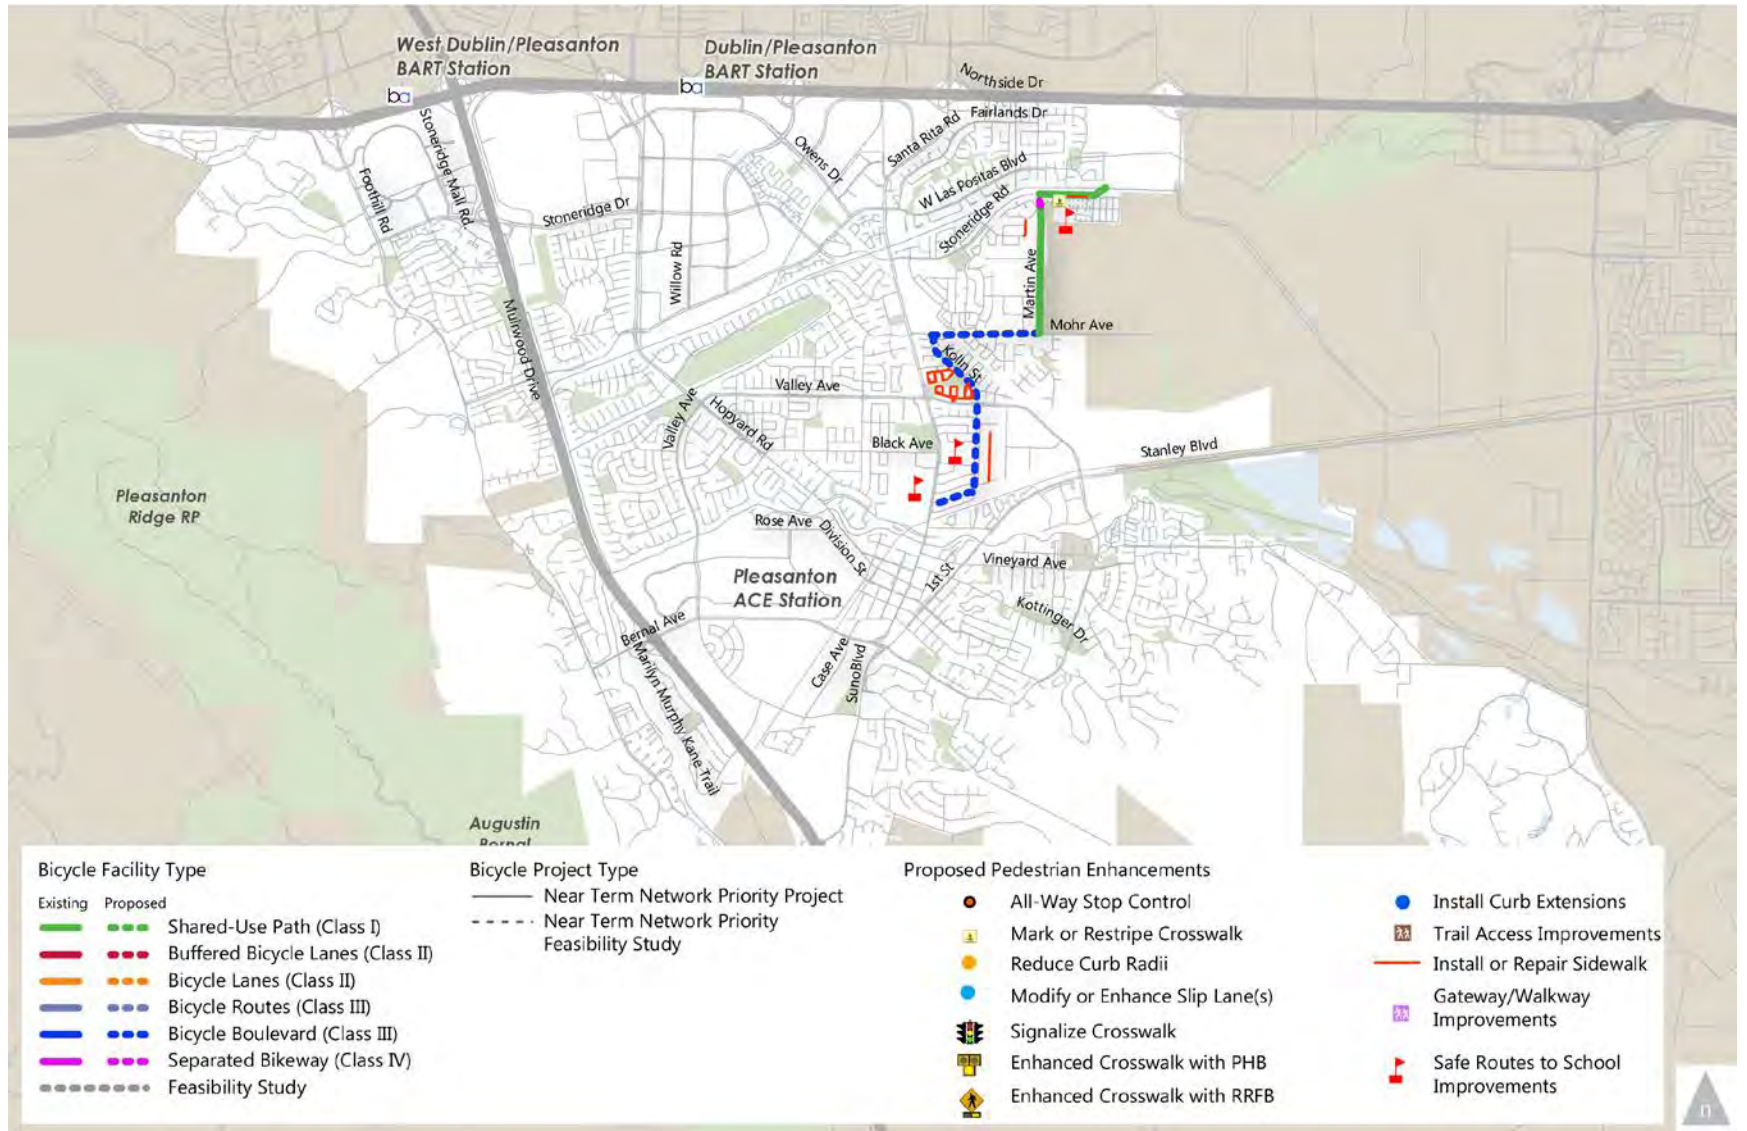 West Dublin/Pleasanton
BART Station
Dublin/Pleasanton
BART Station
ba
ba
Northside Dr
Fairlands Dr
Santa Rita Rd
Owens Dr
W Las Positas Blvd
Stoneridge Rd
Stoneridge Mall Rd.
Foothill Rd
Stoneridge Dr
Willow Rd
Martin Ave
Mohr Ave
Muirwood Drive
Kolln St
Valley Ave
Valley Ave
Hopyard Rd
Black Ave
Stanley Blvd
Pleasanton
Ridge RP
Rose Ave
Division St
Vineyard Ave
1st St
Pleasanton
ACE Station
Kottinger Dr
Bernal Ave
Case Ave
SunoBlvd
Marilyn Murphy Kane Trail
Augustin
Bernal
Bicycle Facility Type
Existing Proposed
Shared-Use Path (Class I)
Buffered Bicycle Lanes (Class II)
Bicycle Lanes (Class II)
Bicycle Routes (Class III)
Bicycle Boulevard (Class III)
Separated Bikeway (Class IV)
Feasibility Study
Bicycle Project Type
Near Term Network Priority Project
Near Term Network Priority
Feasibility Study
Proposed Pedestrian Enhancements
All-Way Stop Control
Mark or Restripe Crosswalk
Reduce Curb Radii
Modify or Enhance Slip Lane(s)
Signalize Crosswalk
Enhanced Crosswalk with PHB
Enhanced Crosswalk with RRFB
Install Curb Extensions
Trail Access Improvements
Install or Repair Sidewalk
Gateway/Walkway
Improvements
Safe Routes to School
Improvements
n